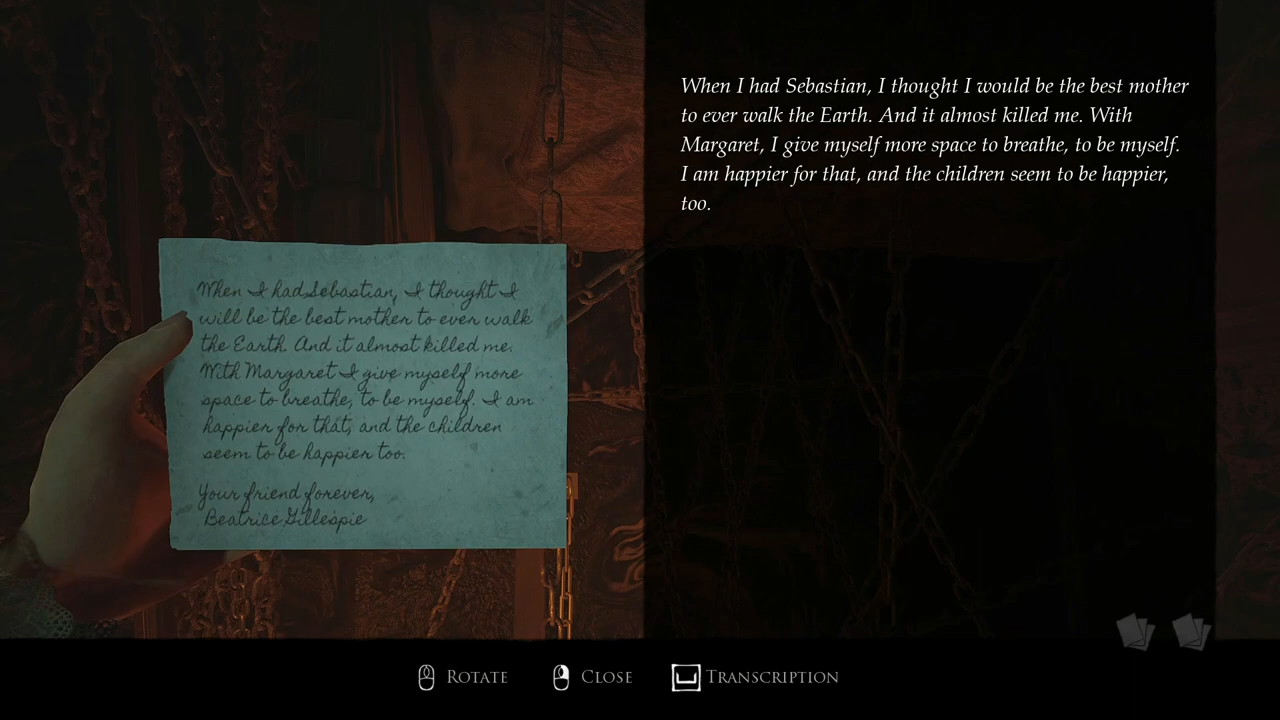 When I had Sebastian, I thought I would be the best mother
to ever walk the Earth. And it almost killed me. With
Margaret, I give myself more space to breathe, to be myself.
I am happier for that, and the children seem to be happier,
too.
When I had Sebastian, I thought I
will be the best mother to ever walk
the Earth. And it almost killed me.
With Margaret I give myself more
space to breathe, to be myself. I am
happier for that, and the children
seem to be happier too.
Your friend forever,
Beatrice Gillespie
ROTATE
CLOSE
TRANSCRIPTION